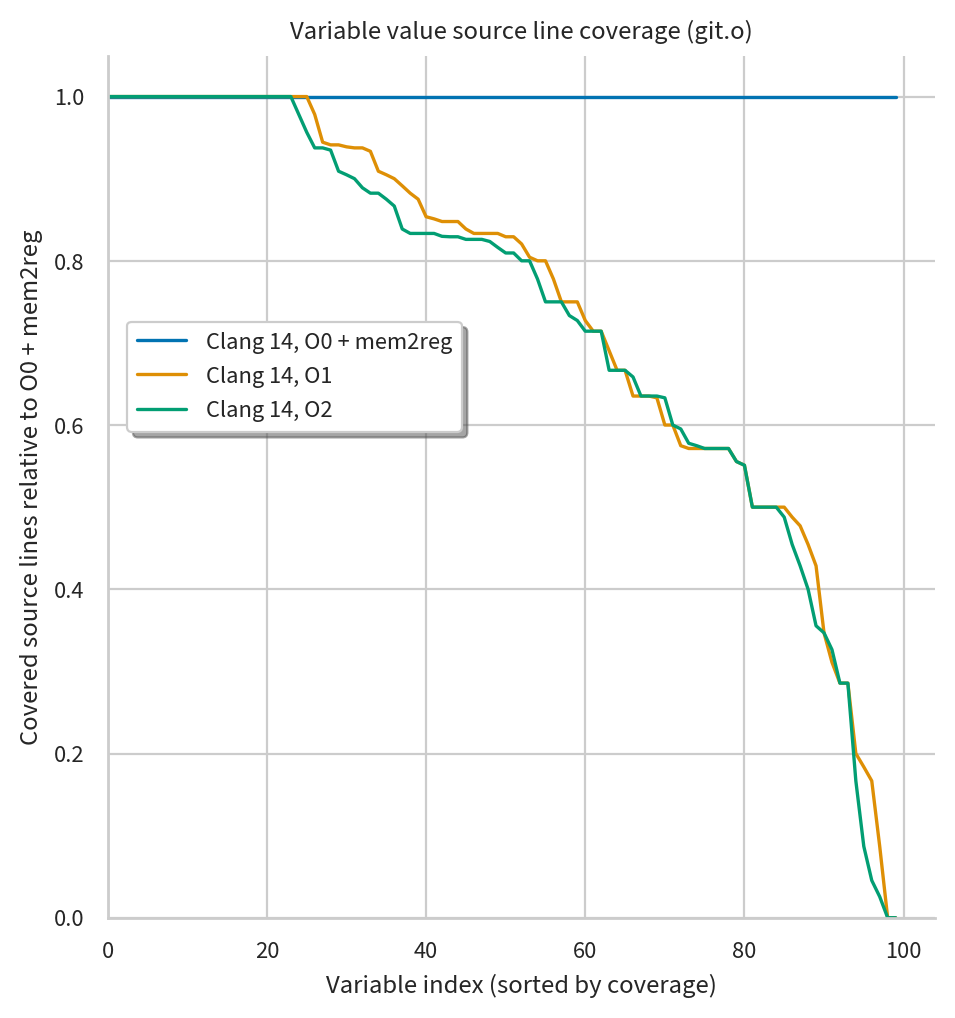 Variable value source line coverage (git.o)
Covered source lines relative to O0 + mem2reg
1.0
0.8
0.6
0.4
0.2
0.0
Clang 14, O0 + mem2reg
Clang 14, O1
Clang 14, O2
0 20 40 60 80 100
Variable index (sorted by coverage)